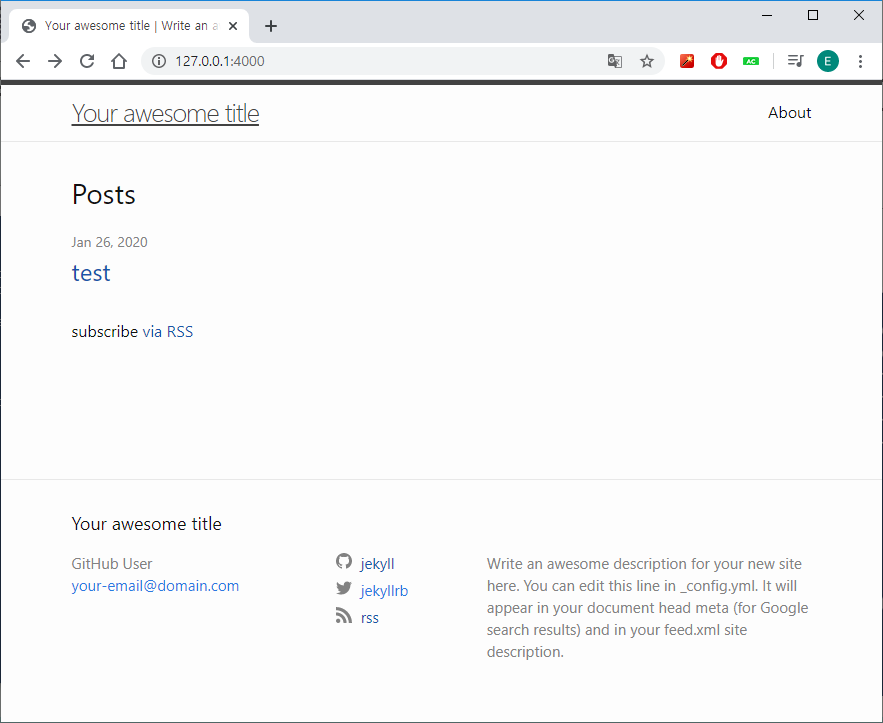 Your awesome title | Write an a
127.0.0.1:4000
AC
E
Your awesome title
About
Posts
Jan 26, 2020
test
subscribe via RSS
Your awesome title
GitHub User
your-email@domain.com
jekyll
jekyllrb
rss
Write an awesome description for your new site
here. You can edit this line in _config.yml. It will
appear in your document head meta (for Google
search results) and in your feed.xml site
description.